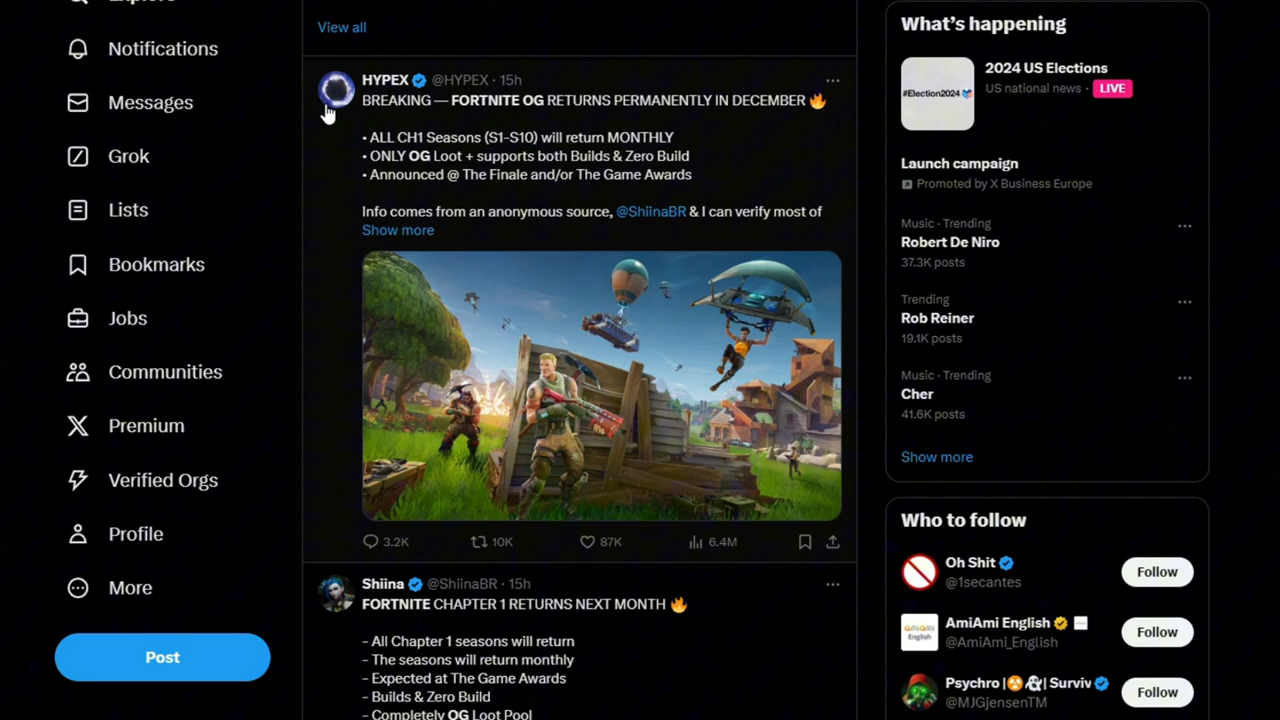 Explore
Notifications
Messages
Grok
Lists
Bookmarks
Jobs
Communities
Premium
Verified Orgs
Profile
More
Post
View all
HYPEX @HYPEX · 15h
BREAKING — FORTNITE OG RETURNS PERMANENTLY IN DECEMBER 🔥
• ALL CH1 Seasons (S1-S10) will return MONTHLY
• ONLY OG Loot + supports both Builds & Zero Build
• Announced @ The Finale and/or The Game Awards
Info comes from an anonymous source, @ShiinaBR & I can verify most of
Show more
3.2K 10K 87K 6.4M
Shiina @ShiinaBR · 15h
FORTNITE CHAPTER 1 RETURNS NEXT MONTH 🔥
- All Chapter 1 seasons will return
- The seasons will return monthly
- Expected at The Game Awards
- Builds & Zero Build
- Completely OG Loot Pool
What's happening
#Election2024
2024 US Elections
US national news · LIVE
Launch campaign
Promoted by X Business Europe
Music · Trending
Robert De Niro
37.3K posts
Trending
Rob Reiner
19.1K posts
Music · Trending
Cher
41.6K posts
Show more
Who to follow
Oh Shit
@1secantes
Follow
AmiAmi English
@AmiAmi_English
Follow
AmiAmi
English
Psychro |☢️👻| Surviv
@MJGjensenTM
Follow